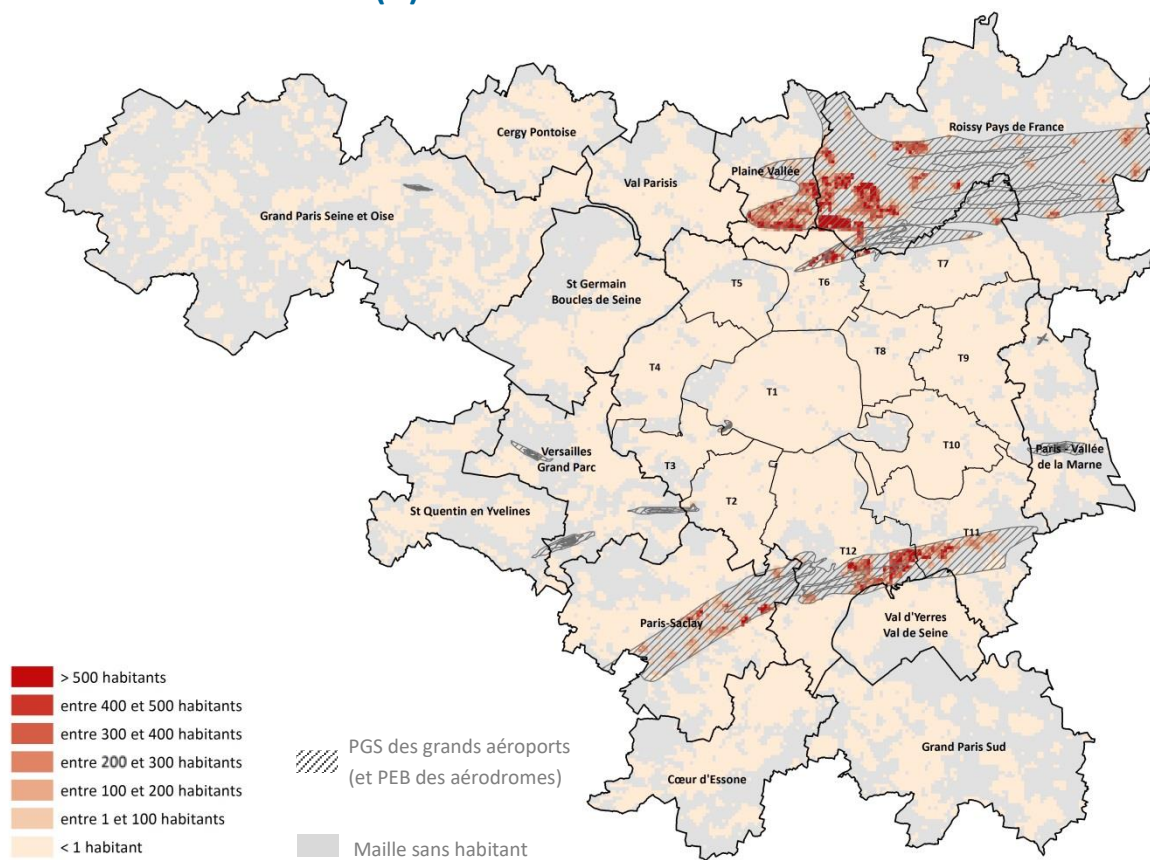 Cergy Pontoise
Roissy Pays de France
Val Parisis
Plaine Vallée
Grand Paris Seine et Oise
St Germain
Boucles de Seine
T5
T6
T7
T4
T8
T9
T1
Versailles
Grand Parc
T3
T10
Paris - Vallée
de la Marne
St Quentin en Yvelines
T2
T12
T11
Paris-Saclay
Val d'Yerres
Val de Seine
Grand Paris Sud
Cœur d'Essone
> 500 habitants
entre 400 et 500 habitants
entre 300 et 400 habitants
entre 200 et 300 habitants
entre 100 et 200 habitants
entre 1 et 100 habitants
< 1 habitant
PGS des grands aéroports
(et PEB des aérodromes)
Maille sans habitant